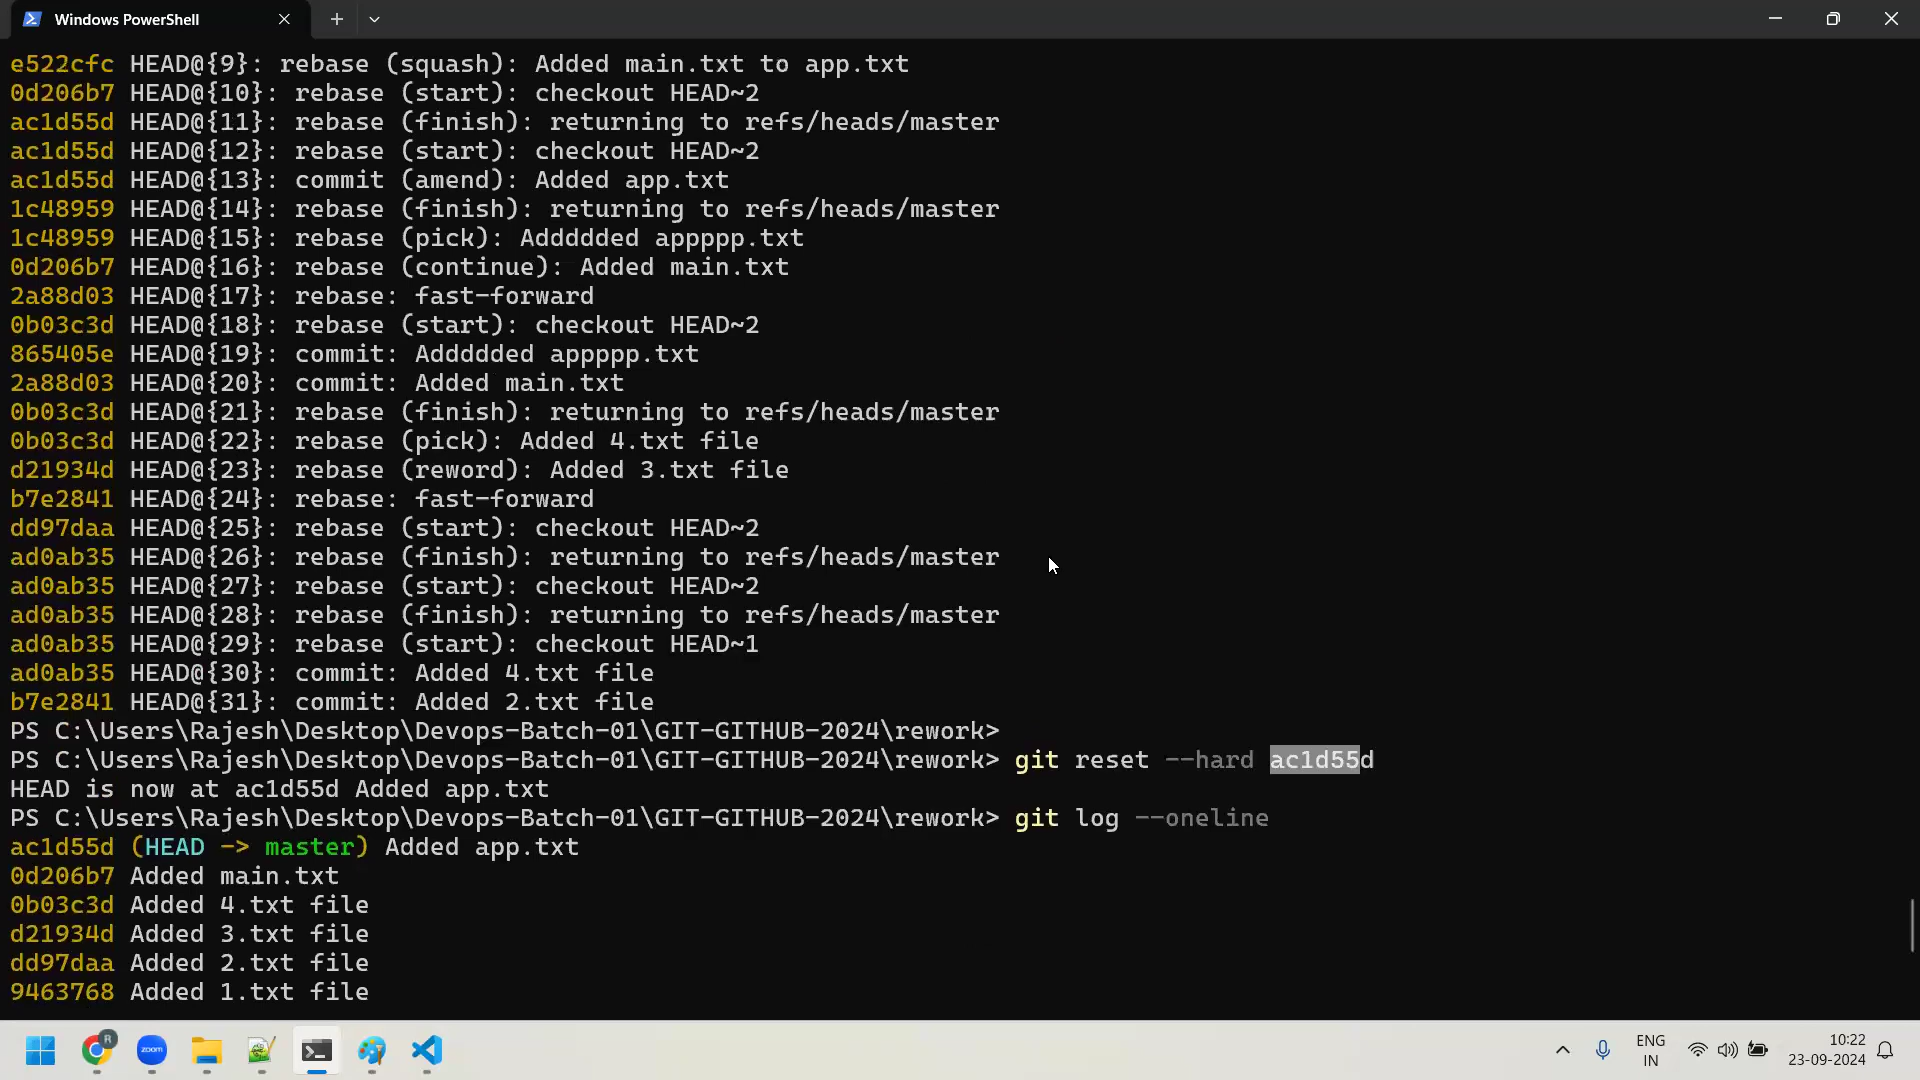 Windows PowerShell
e522cfc HEAD@{9}: rebase (squash): Added main.txt to app.txt
0d206b7 HEAD@{10}: rebase (start): checkout HEAD~2
ac1d55d HEAD@{11}: rebase (finish): returning to refs/heads/master
ac1d55d HEAD@{12}: rebase (start): checkout HEAD~2
ac1d55d HEAD@{13}: commit (amend): Added app.txt
1c48959 HEAD@{14}: rebase (finish): returning to refs/heads/master
1c48959 HEAD@{15}: rebase (pick): Addddded appppp.txt
0d206b7 HEAD@{16}: rebase (continue): Added main.txt
2a88d03 HEAD@{17}: rebase: fast-forward
0b03c3d HEAD@{18}: rebase (start): checkout HEAD~2
865405e HEAD@{19}: commit: Addddded appppp.txt
2a88d03 HEAD@{20}: commit: Added main.txt
0b03c3d HEAD@{21}: rebase (finish): returning to refs/heads/master
0b03c3d HEAD@{22}: rebase (pick): Added 4.txt file
d21934d HEAD@{23}: rebase (reword): Added 3.txt file
b7e2841 HEAD@{24}: rebase: fast-forward
dd97daa HEAD@{25}: rebase (start): checkout HEAD~2
ad0ab35 HEAD@{26}: rebase (finish): returning to refs/heads/master
ad0ab35 HEAD@{27}: rebase (start): checkout HEAD~2
ad0ab35 HEAD@{28}: rebase (finish): returning to refs/heads/master
ad0ab35 HEAD@{29}: rebase (start): checkout HEAD~1
ad0ab35 HEAD@{30}: commit: Added 4.txt file
b7e2841 HEAD@{31}: commit: Added 2.txt file
PS C:\Users\Rajesh\Desktop\Devops-Batch-01\GIT-GITHUB-2024\rework>
PS C:\Users\Rajesh\Desktop\Devops-Batch-01\GIT-GITHUB-2024\rework> git reset --hard ac1d55d
HEAD is now at ac1d55d Added app.txt
PS C:\Users\Rajesh\Desktop\Devops-Batch-01\GIT-GITHUB-2024\rework> git log --oneline
ac1d55d (HEAD -> master) Added app.txt
0d206b7 Added main.txt
0b03c3d Added 4.txt file
d21934d Added 3.txt file
dd97daa Added 2.txt file
9463768 Added 1.txt file
R
zoom
ENG
IN
10:22
23-09-2024